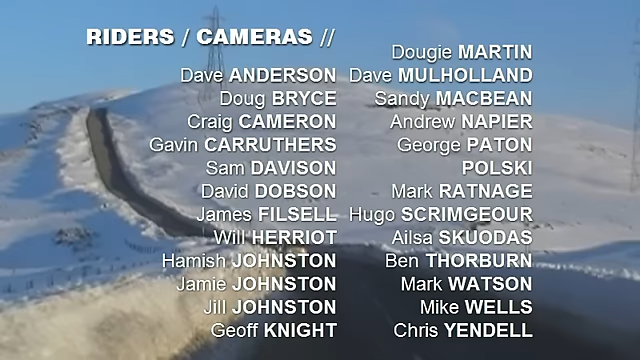 RIDERS / CAMERAS //
Dave ANDERSON
Doug BRYCE
Craig CAMERON
Gavin CARRUTHERS
Sam DAVISON
David DOBSON
James FILSELL
Will HERRIOT
Hamish JOHNSTON
Jamie JOHNSTON
Jill JOHNSTON
Geoff KNIGHT
Dougie MARTIN
Dave MULHOLLAND
Sandy MACBEAN
Andrew NAPIER
George PATON
POLSKI
Mark RATNAGE
Hugo SCRIMGEOUR
Ailsa SKUODAS
Ben THORBURN
Mark WATSON
Mike WELLS
Chris YENDELL